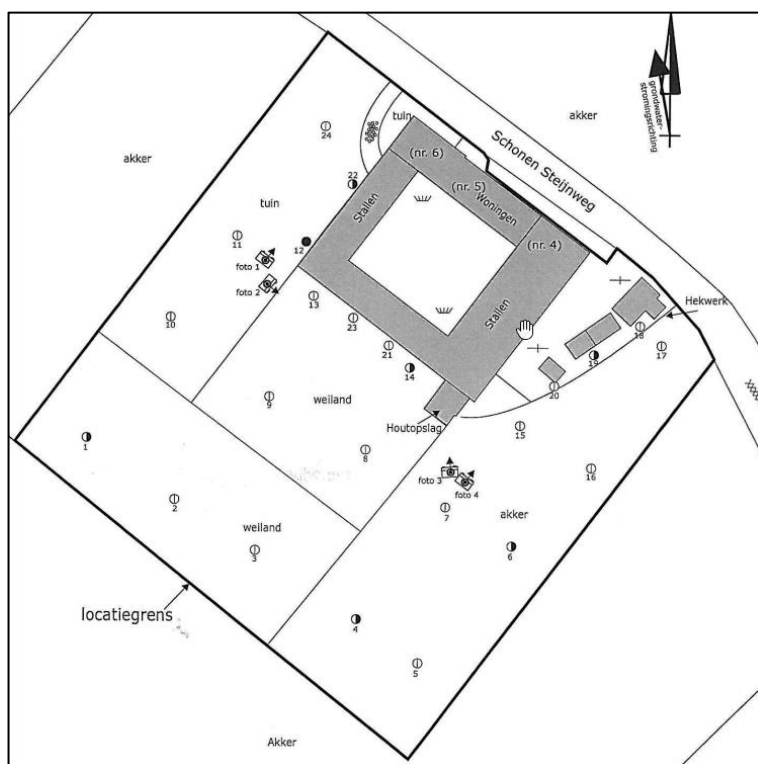 akker
tuin
24
22
akker
Schonen Steijnweg
grondwater-
stromingsrichting
(nr. 6)
(nr. 5)
Woningen
(nr. 4)
Stallen
tuin
11
foto 1
foto 2
12
13
23
21
14
10
9
weiland
8
Stallen
Hekwerk
18
17
19
20
Houtopslag
15
16
foto 3
foto 4
7
akker
6
1
2
weiland
3
4
5
locatiegrens
Akker